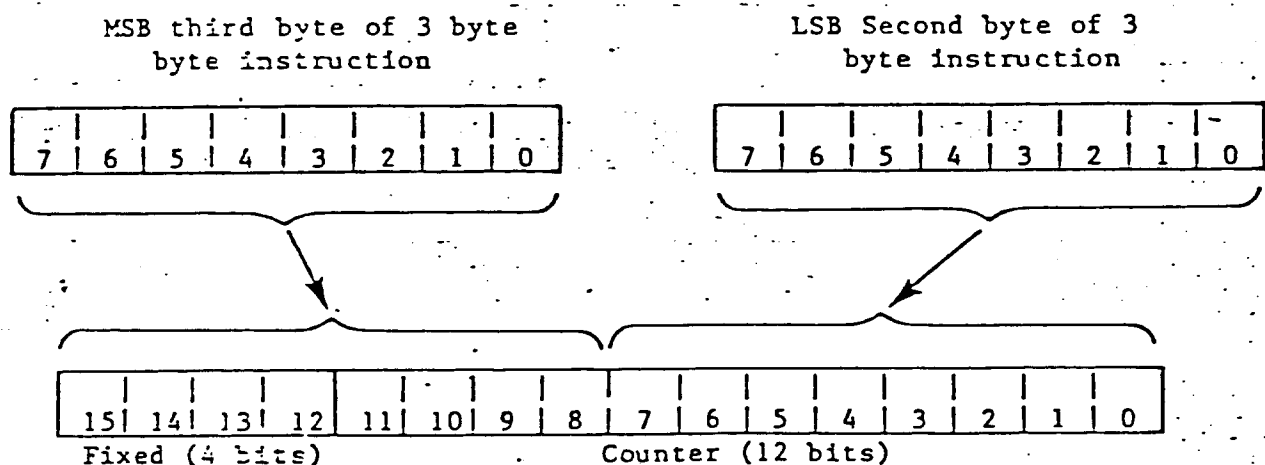 MSB third byte of 3 byte
byte instruction
LSB Second byte of 3
byte instruction
7 6 5 4 3 2 1 0
7 6 5 4 3 2 1 0
15 14 13 12 11 10 9 8 7 6 5 4 3 2 1 0
Fixed (4 bits)
Counter (12 bits)